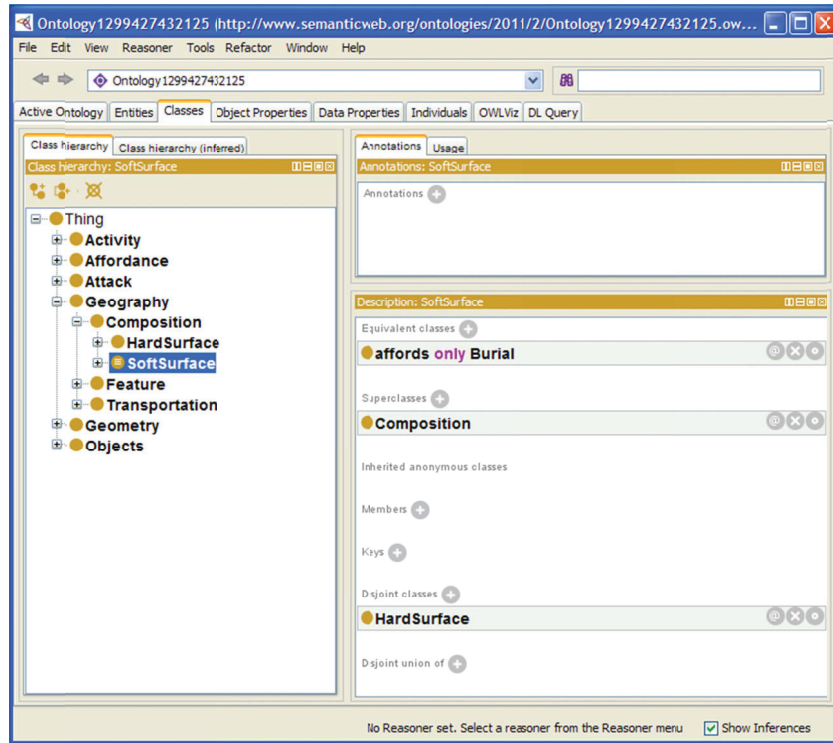 Ontology1299427432125 (http://www.semanticweb.org/ontologies/2011/2/Ontology1299427432125.ow...
File Edit View Reasoner Tools Refactor Window Help
Ontology1299427432125
Active Ontology Entities Classes Object Properties Data Properties Individuals OWLViz DL Query
Class hierarchy Class hierarchy (inferred)
Class hierarchy: SoftSurface
Thing
Activity
Affordance
Attack
Geography
Composition
HardSurface
SoftSurface
Feature
Transportation
Geometry
Objects
Annotations Usage
Annotations: SoftSurface
Annotations
Description: SoftSurface
Equivalent classes
affords only Burial
Superclasses
Composition
Inherited anonymous classes
Members
Keys
Disjoint classes
HardSurface
Disjoint union of
No Reasoner set. Select a reasoner from the Reasoner menu Show Inferences